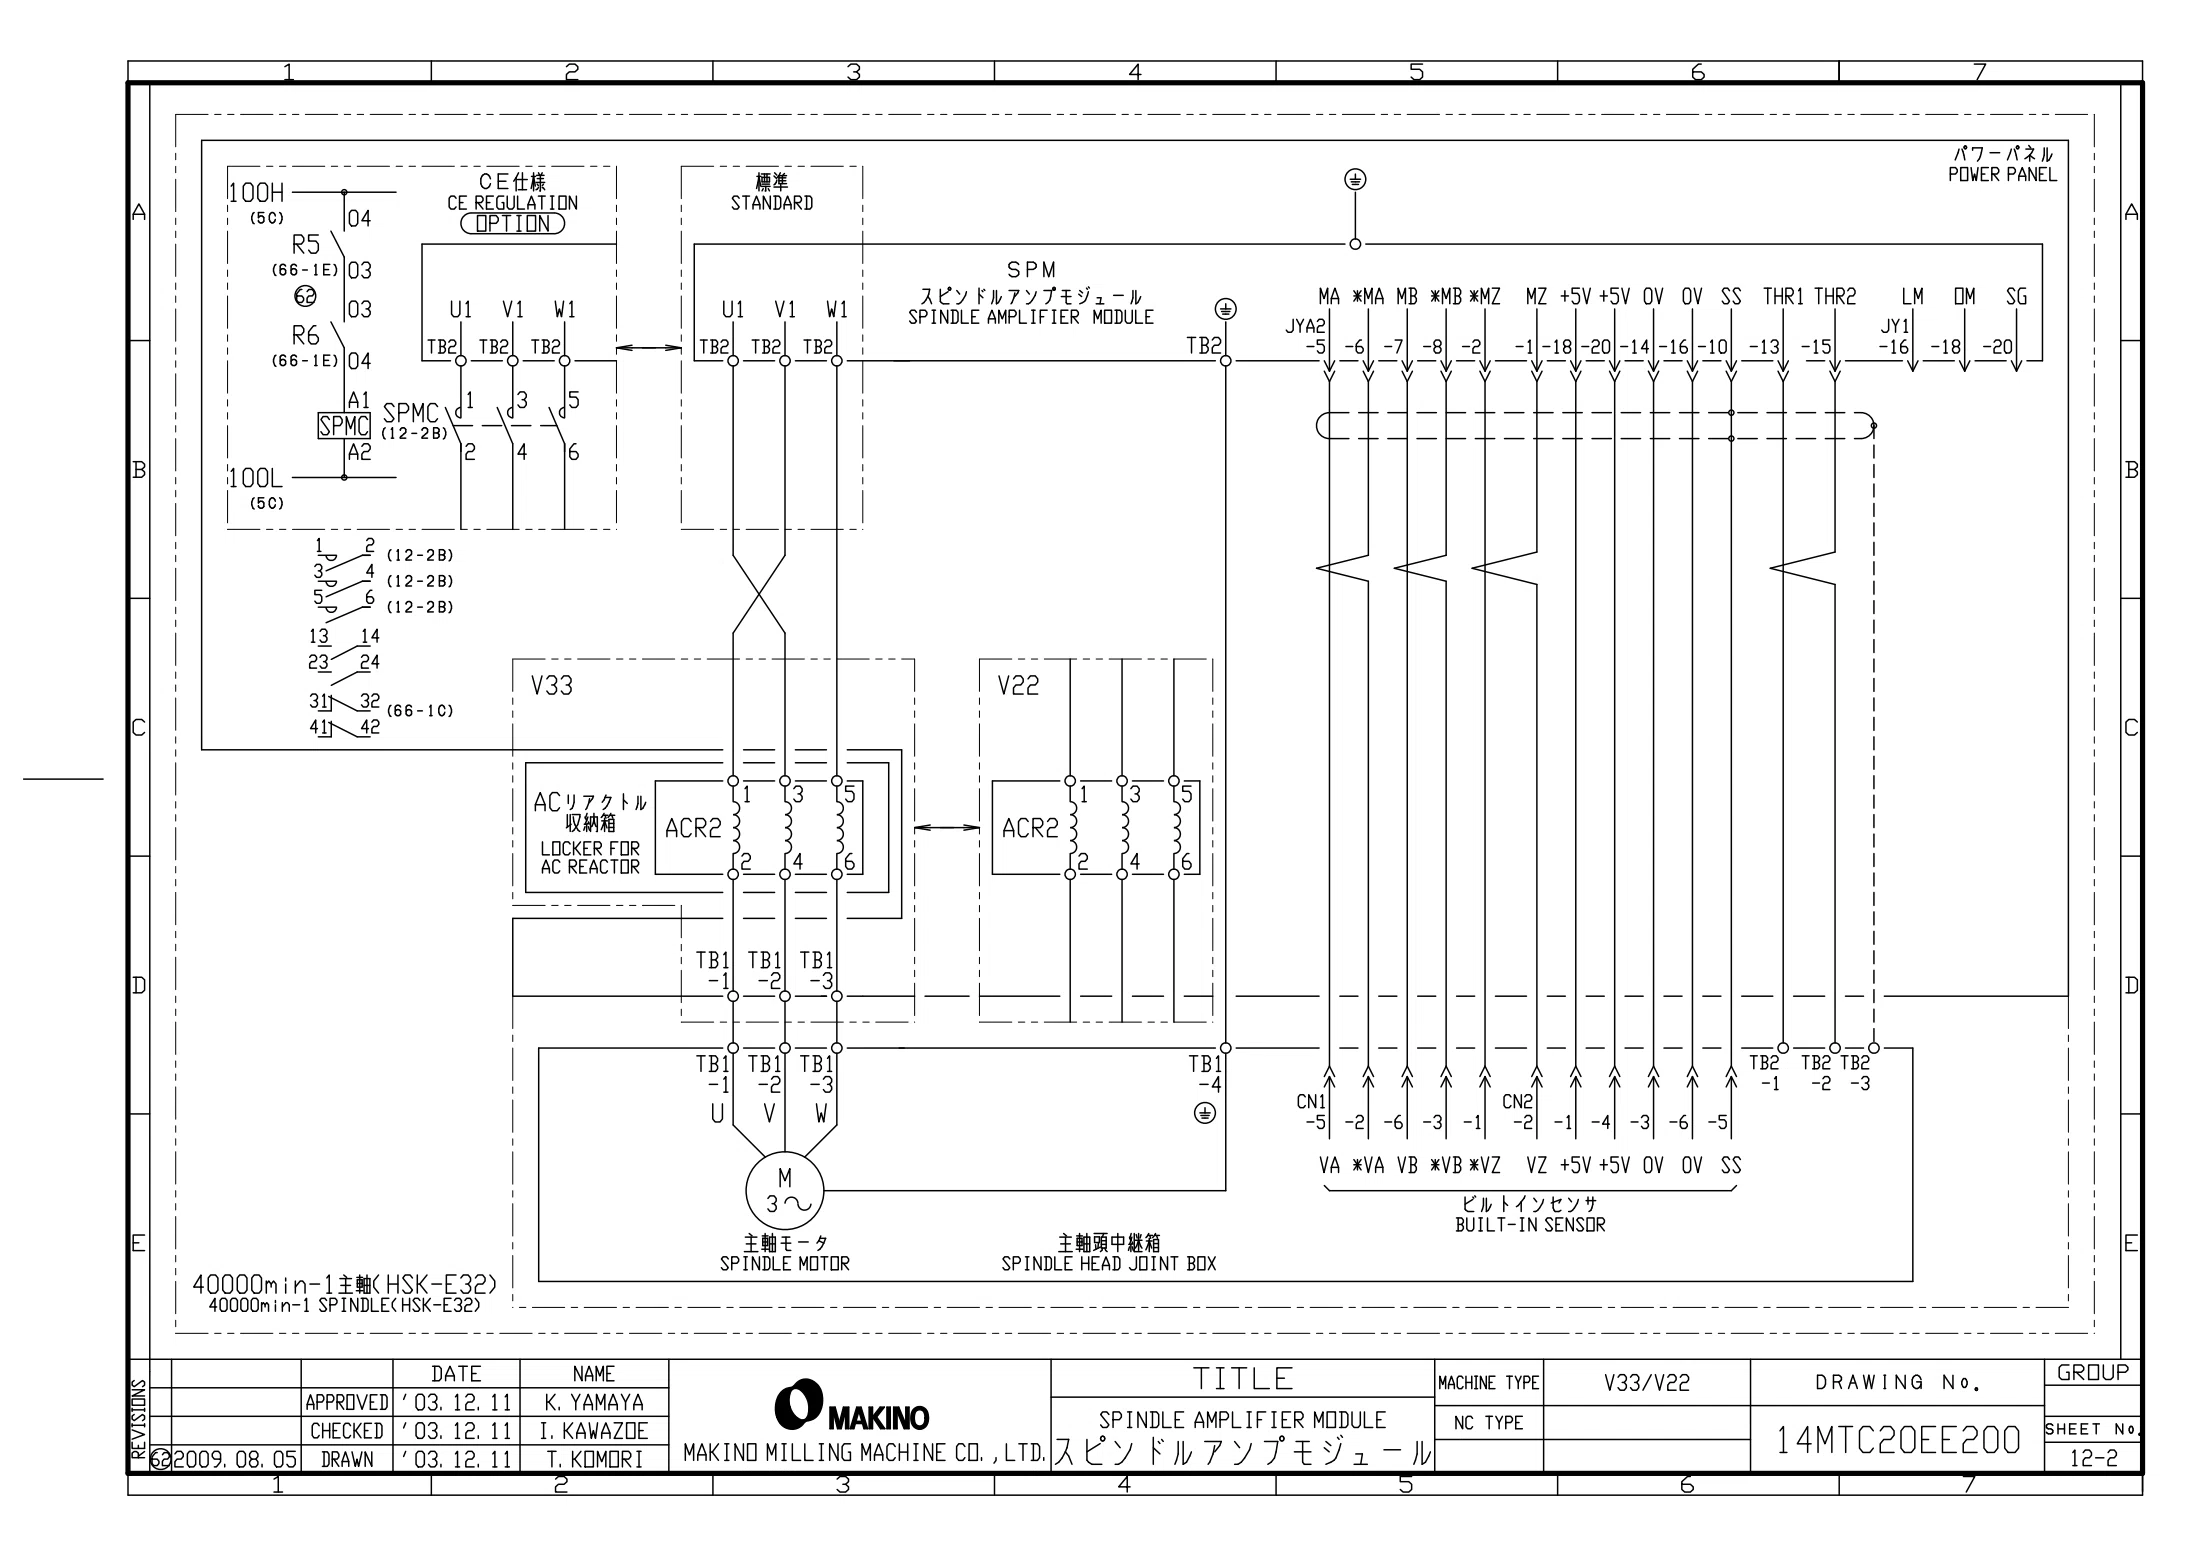 1 2 3 4 5 6 7
A A
B B
C C
D D
E E
パワーパネル
POWER PANEL
100H
(5C)
04
R5
(66-1E) 03
62
03
R6
(66-1E) 04
A1
SPMC
A2
100L
(5C)
CE仕様
CE REGULATION
OPTION
U1 V1 W1
TB2 TB2 TB2
SPMC
(12-2B)
1 3 5
2 4 6
標準
STANDARD
U1 V1 W1
TB2 TB2 TB2
SPM
スピンドルアンプモジュール
SPINDLE AMPLIFIER MODULE
TB2
MA *MA MB *MB *MZ MZ +5V +5V 0V 0V SS THR1 THR2 LM OM SG
JYA2 JY1
-5 -6 -7 -8 -2 -1 -18 -20 -14 -16 -10 -13 -15 -16 -18 -20
1 2 (12-2B)
3 4 (12-2B)
5 6 (12-2B)
13 14
23 24
31 32 (66-1C)
41 42
V33
ACリアクトル
収納箱
LOCKER FOR
AC REACTOR
ACR2
1 3 5
2 4 6
V22
ACR2
1 3 5
2 4 6
TB1 TB1 TB1
-1 -2 -3
TB1 TB1 TB1
-1 -2 -3
U V W
M
3
主軸モータ
SPINDLE MOTOR
TB1
-4
主軸頭中継箱
SPINDLE HEAD JOINT BOX
TB2 TB2 TB2
-1 -2 -3
CN1 CN2
-5 -2 -6 -3 -1 -2 -1 -4 -3 -6 -5
VA *VA VB *VB *VZ VZ +5V +5V 0V 0V SS
ビルトインセンサ
BUILT-IN SENSOR
40000min-1主軸(HSK-E32)
40000min-1 SPINDLE(HSK-E32)
REVISIONS
62 2009. 08. 05
DATE NAME
APPROVED '03. 12. 11 K. YAMAYA
CHECKED '03. 12. 11 I. KAWAZOE
DRAWN '03. 12. 11 T. KOMORI
MAKINO
MAKINO MILLING MACHINE CO.,LTD.
TITLE
SPINDLE AMPLIFIER MODULE
スピンドルアンプモジュール
MACHINE TYPE V33/V22
NC TYPE
DRAWING No.
14MTC20EE200
GROUP
SHEET No.
12-2
1 2 3 4 5 6 7